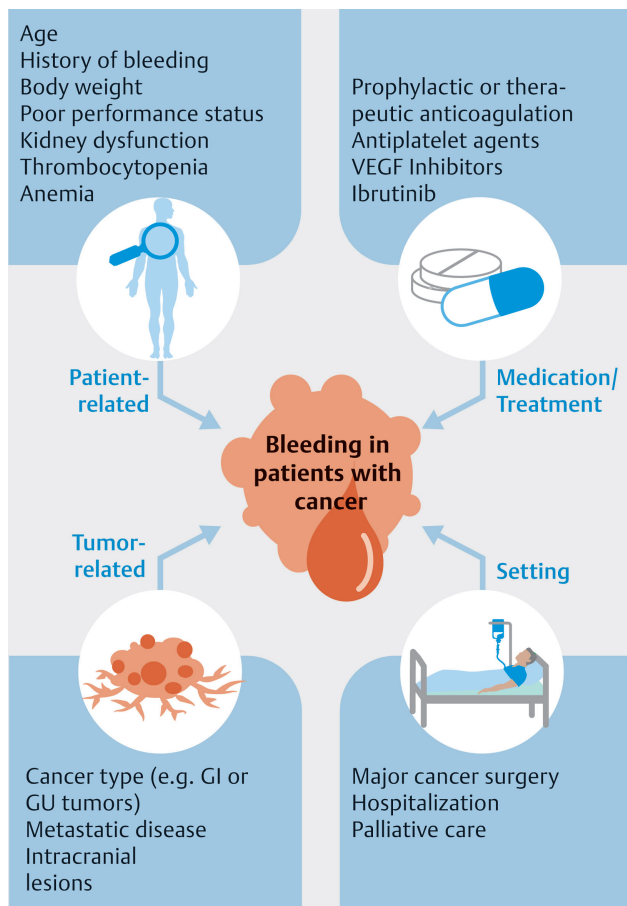 Age
History of bleeding
Body weight
Poor performance status
Kidney dysfunction
Thrombocytopenia
Anemia
Prophylactic or thera-
peutic anticoagulation
Antiplatelet agents
VEGF Inhibitors
Ibrutinib
Patient-
related
Medication/
Treatment
Bleeding in
patients with
cancer
Tumor-
related
Setting
Cancer type (e.g. GI or
GU tumors)
Metastatic disease
Intracranial
lesions
Major cancer surgery
Hospitalization
Palliative care